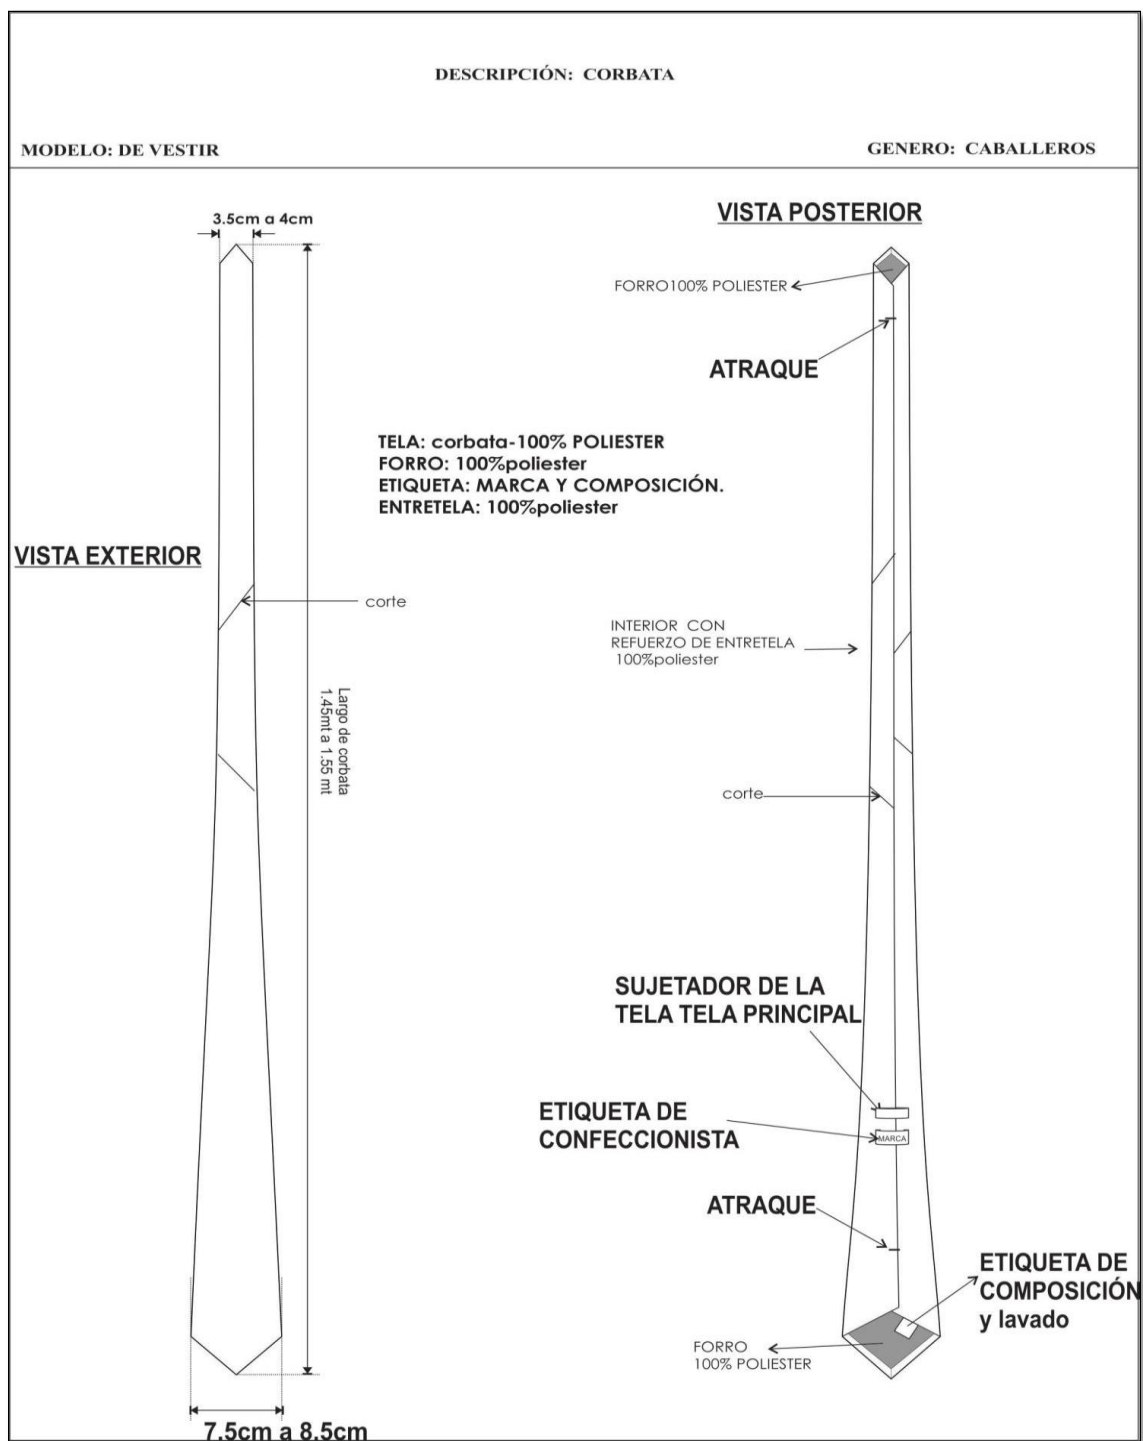 DESCRIPCIÓN: CORBATA
MODELO: DE VESTIR
GENERO: CABALLEROS
3.5cm a 4cm
VISTA POSTERIOR
FORRO100% POLIESTER
ATRAQUE
TELA: corbata-100% POLIESTER
FORRO: 100%poliester
ETIQUETA: MARCA Y COMPOSICIÓN.
ENTRETELA: 100%poliester
VISTA EXTERIOR
corte
INTERIOR CON
REFUERZO DE ENTRETELA
100%poliester
Largo de corbata
1.45mt a 1.55 mt
corte
SUJETADOR DE LA
TELA TELA PRINCIPAL
ETIQUETA DE
CONFECCIONISTA
MARCA
ATRAQUE
ETIQUETA DE
COMPOSICIÓN
y lavado
FORRO
100% POLIESTER
7.5cm a 8.5cm